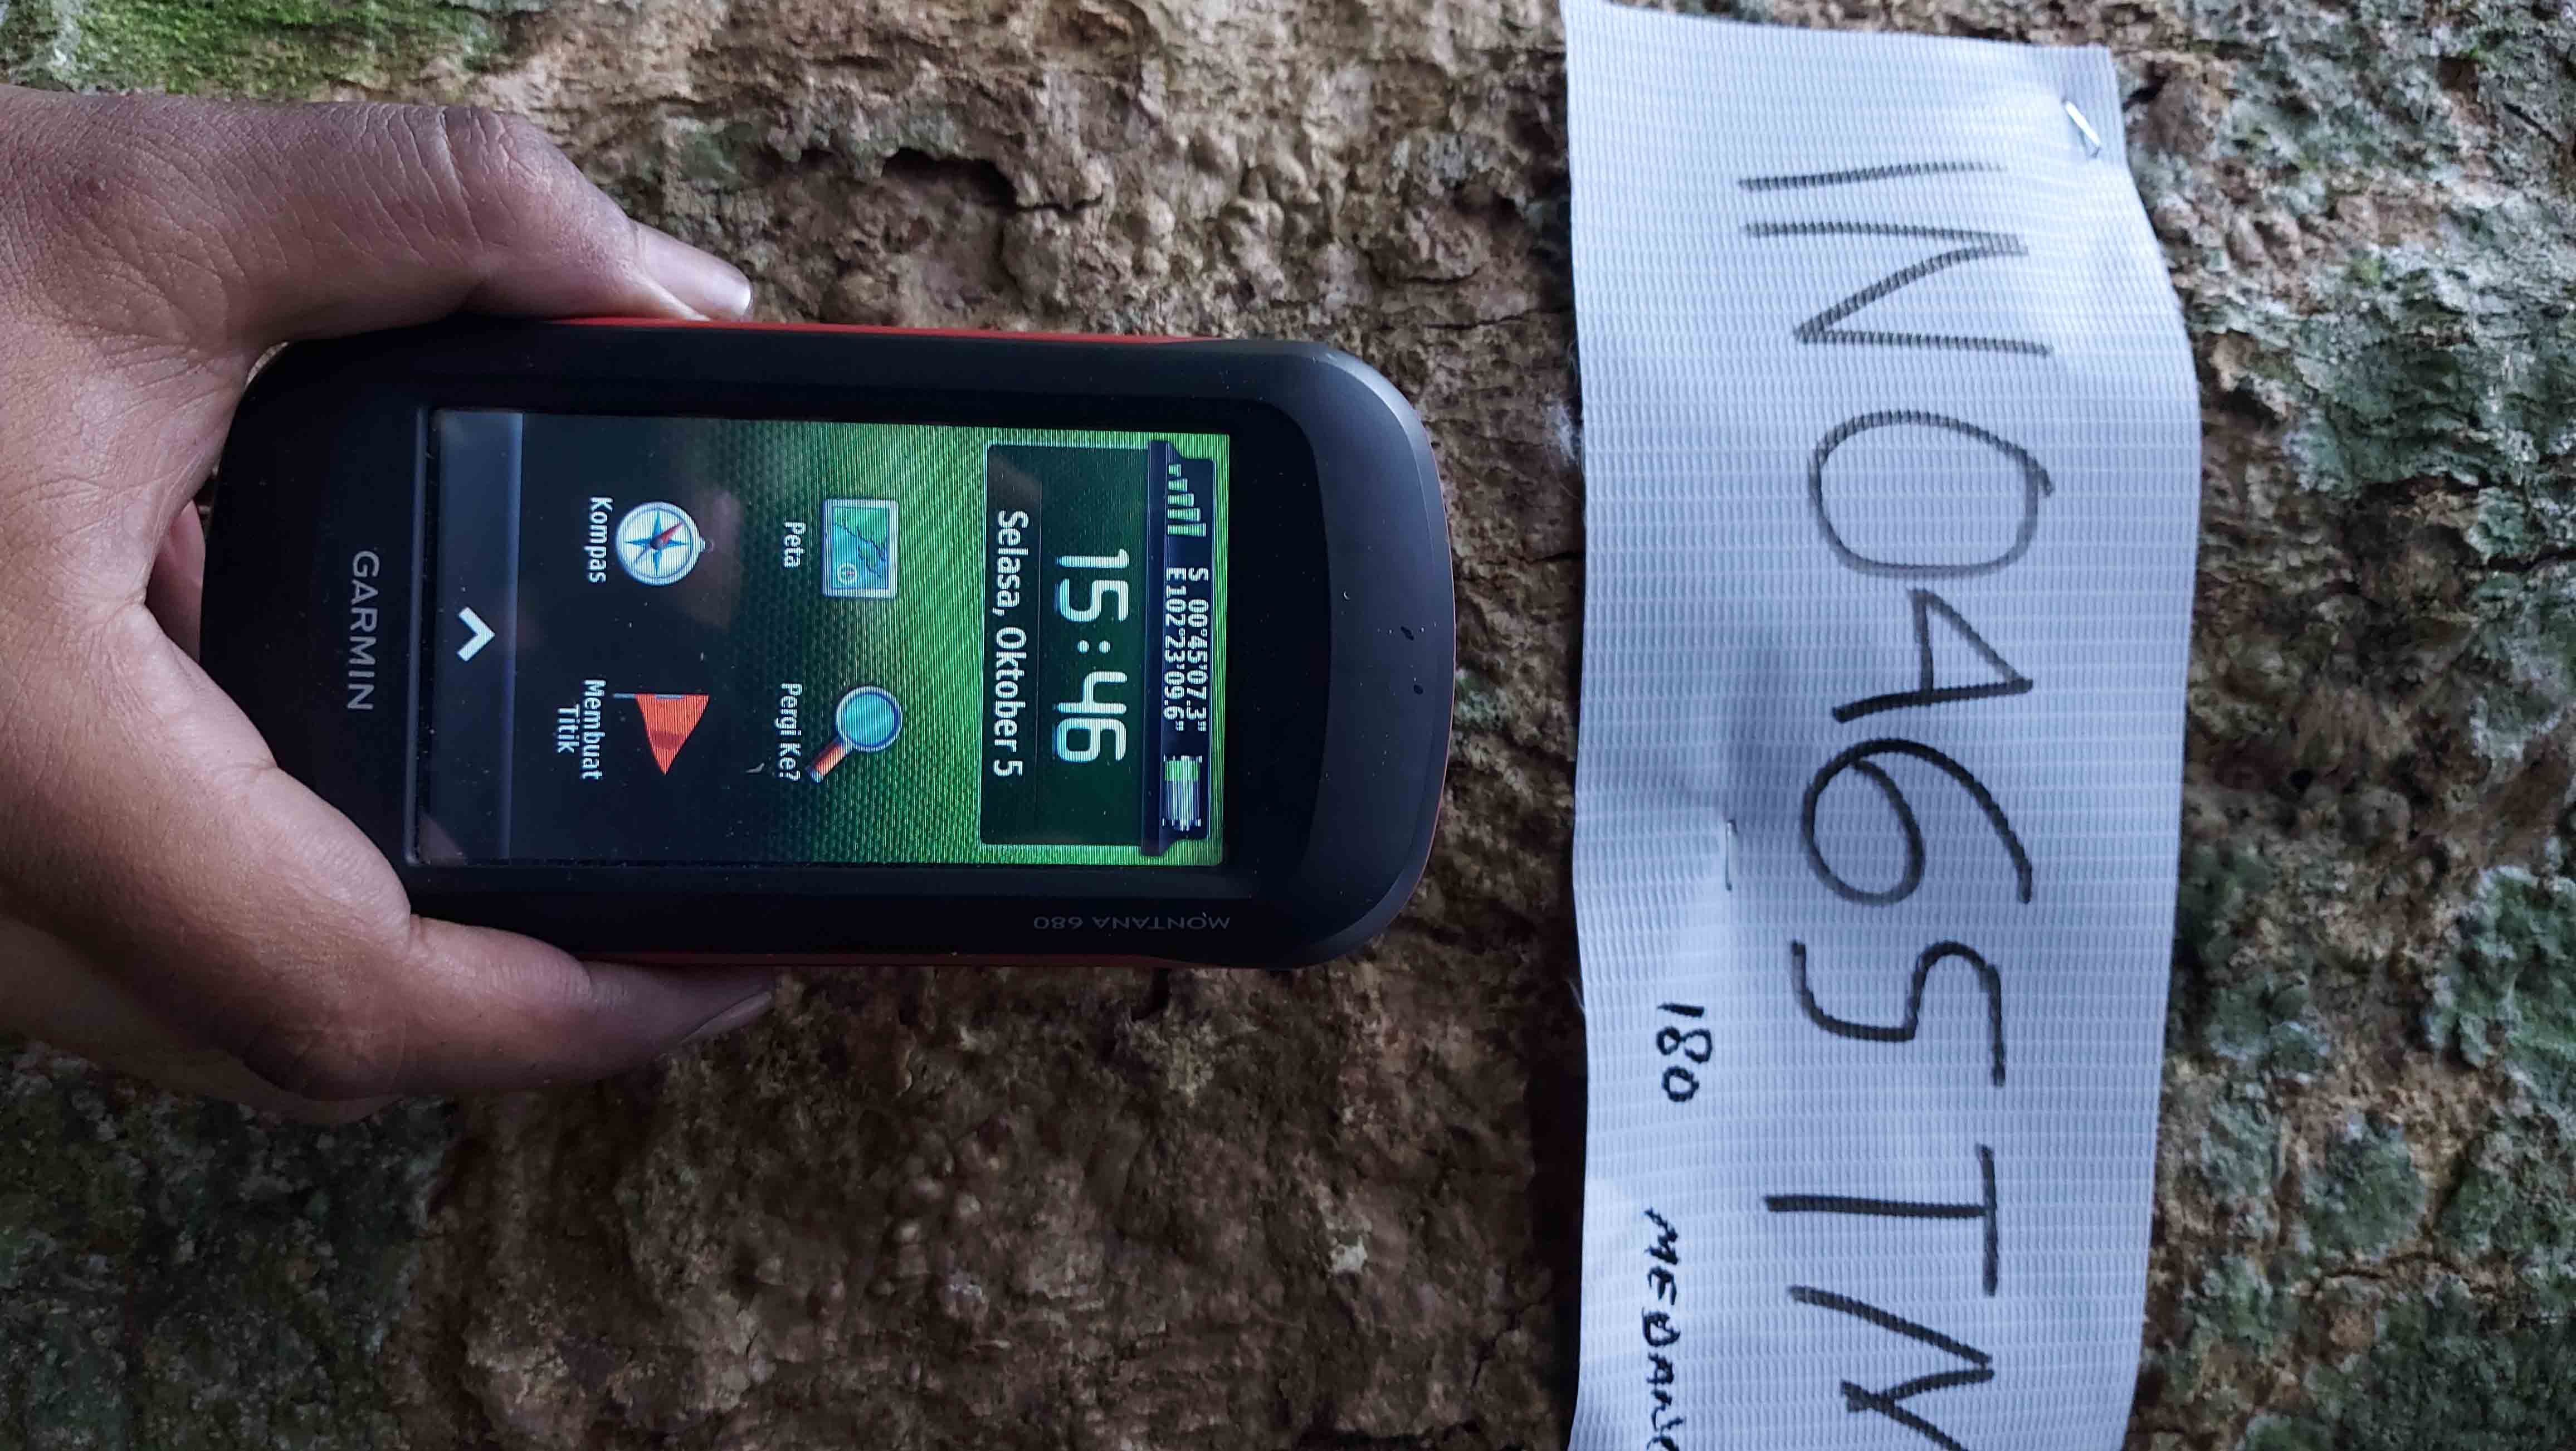 S 00°45'07.3"
E102°23'09.6"
15:46
Selasa, Oktober 5
Peta
Pergi Ke?
Kompas
Membuat
Titik
GARMIN
MONTANA 680
IN0465TN
180